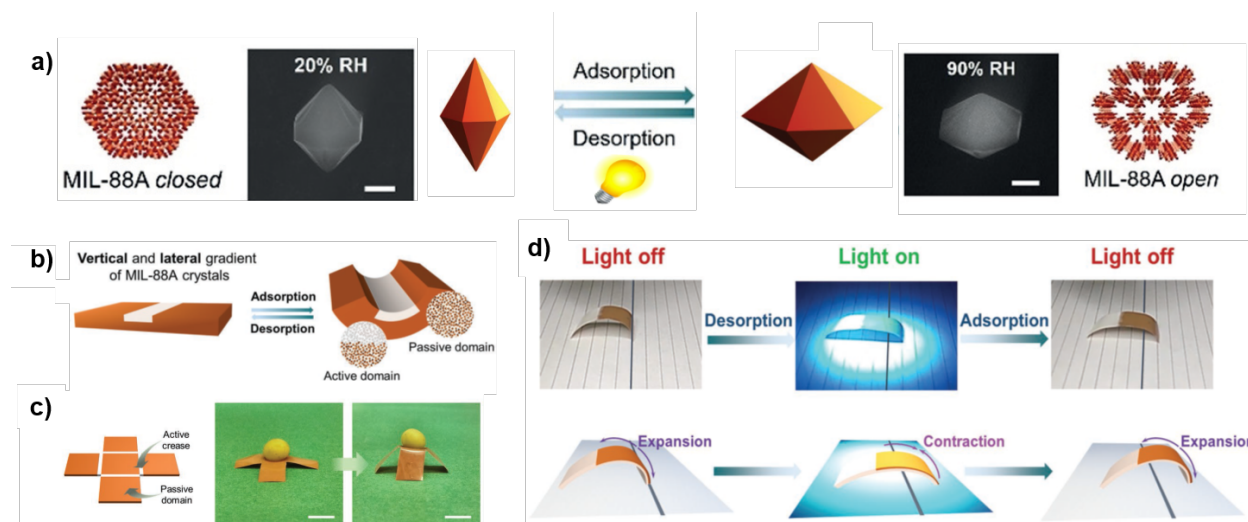 a)
20% RH
MIL-88A closed
Adsorption
Desorption
90% RH
MIL-88A open
b)
Vertical and lateral gradient
of MIL-88A crystals
Adsorption
Desorption
Passive domain
Active domain
c)
Active
crease
Passive
domain
d)
Light off
Light on
Light off
Desorption
Adsorption
Expansion
Contraction
Expansion